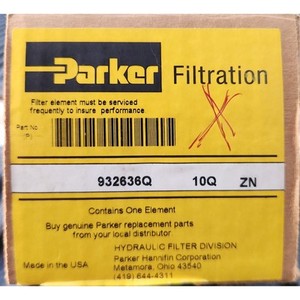 Parker Filtration
Filter element must be serviced
frequently to insure performance.
Part No.
932636Q 10Q ZN
Contains One Element
Buy genuine Parker replacement parts
from your local distributor.
HYDRAULIC FILTER DIVISION
Made in the USA Parker Hannifin Corporation
Metamora, Ohio 43540
(419) 644-4311